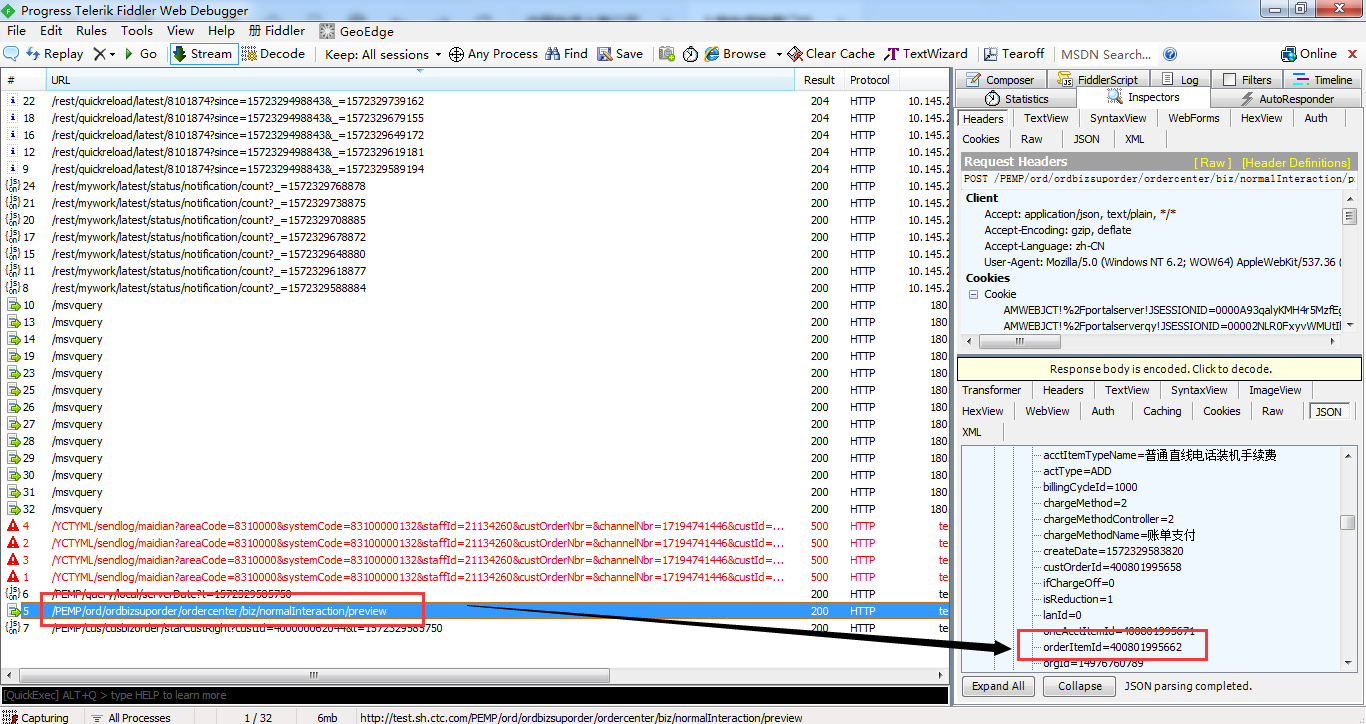 Progress Telerik Fiddler Web Debugger
File Edit Rules Tools View Help Fiddler GeoEdge
Replay Go Stream Decode Keep: All sessions Any Process Find Save Browse Clear Cache TextWizard Tearoff MSDN Search... Online
# URL Result Protocol
22 /rest/quickreload/latest/8101874?since=1572329498843&_=1572329739162 204 HTTP 10.145.2
18 /rest/quickreload/latest/8101874?since=1572329498843&_=1572329679155 204 HTTP 10.145.2
16 /rest/quickreload/latest/8101874?since=1572329498843&_=1572329649172 204 HTTP 10.145.2
12 /rest/quickreload/latest/8101874?since=1572329498843&_=1572329619181 204 HTTP 10.145.2
9 /rest/quickreload/latest/8101874?since=1572329498843&_=1572329589194 204 HTTP 10.145.2
24 /rest/mywork/latest/status/notification/count?_=1572329768878 200 HTTP 10.145.2
21 /rest/mywork/latest/status/notification/count?_=1572329738875 200 HTTP 10.145.2
20 /rest/mywork/latest/status/notification/count?_=1572329708885 200 HTTP 10.145.2
17 /rest/mywork/latest/status/notification/count?_=1572329678872 200 HTTP 10.145.2
15 /rest/mywork/latest/status/notification/count?_=1572329648880 200 HTTP 10.145.2
11 /rest/mywork/latest/status/notification/count?_=1572329618877 200 HTTP 10.145.2
8 /rest/mywork/latest/status/notification/count?_=1572329588884 200 HTTP 10.145.2
10 /msvquery 200 HTTP 180
13 /msvquery 200 HTTP 180
14 /msvquery 200 HTTP 180
19 /msvquery 200 HTTP 180
23 /msvquery 200 HTTP 180
25 /msvquery 200 HTTP 180
26 /msvquery 200 HTTP 180
27 /msvquery 200 HTTP 180
28 /msvquery 200 HTTP 180
29 /msvquery 200 HTTP 180
30 /msvquery 200 HTTP 180
31 /msvquery 200 HTTP 180
32 /msvquery 200 HTTP 180
4 /YCTYML/sendlog/maidian?areaCode=8310000&systemCode=83100000132&staffId=21134260&custOrderNbr=&channelNbr=17194741446&custId=... 500 HTTP te
2 /YCTYML/sendlog/maidian?areaCode=8310000&systemCode=83100000132&staffId=21134260&custOrderNbr=&channelNbr=17194741446&custId=... 500 HTTP te
3 /YCTYML/sendlog/maidian?areaCode=8310000&systemCode=83100000132&staffId=21134260&custOrderNbr=&channelNbr=17194741446&custId=... 500 HTTP te
1 /YCTYML/sendlog/maidian?areaCode=8310000&systemCode=83100000132&staffId=21134260&custOrderNbr=&channelNbr=17194741446&custId=... 500 HTTP te
6 /PEMP/query/local/serverDate?t=1572329585750 200 HTTP te
5 /PEMP/ord/ordbizsuporder/ordercenter/biz/normalInteraction/preview 200 HTTP te
7 /PEMP/cus/cusbizorder/starCustRight?custId=400000062044&t=1572329585750 200 HTTP te
[QuickExec] ALT+Q > type HELP to learn more
Capturing All Processes 1 / 32 6mb http://test.sh.ctc.com/PEMP/ord/ordbizsuporder/ordercenter/biz/normalInteraction/preview
Composer FiddlerScript Log Filters Timeline
Statistics Inspectors AutoResponder
Headers TextView SyntaxView WebForms HexView Auth
Cookies Raw JSON XML
Request Headers [ Raw ] [Header Definitions]
POST /PEMP/ord/ordbizsuporder/ordercenter/biz/normalInteraction/p
Client
Accept: application/json, text/plain, */*
Accept-Encoding: gzip, deflate
Accept-Language: zh-CN
User-Agent: Mozilla/5.0 (Windows NT 6.2; WOW64) AppleWebKit/537.36 (
Cookies
Cookie
AMWEBJCT!%2Fportalserver!JSESSIONID=0000A93qalyKMH4r5MzfEg
AMWEBJCT!%2Fportalserverqy!JSESSIONID=00002NLR0FxyvWMUtI
Response body is encoded. Click to decode.
Transformer Headers TextView SyntaxView ImageView
HexView WebView Auth Caching Cookies Raw JSON
XML
acctItemTypeName=普通直线电话装机手续费
actType=ADD
billingCycleId=1000
chargeMethod=2
chargeMethodController=2
chargeMethodName=账单支付
createDate=1572329583820
custOrderId=400801995658
ifChargeOff=0
isReduction=1
lanId=0
oneAcctItemId=400801995671
orderItemId=400801995662
orgId=14976760789
Expand All Collapse JSON parsing completed.